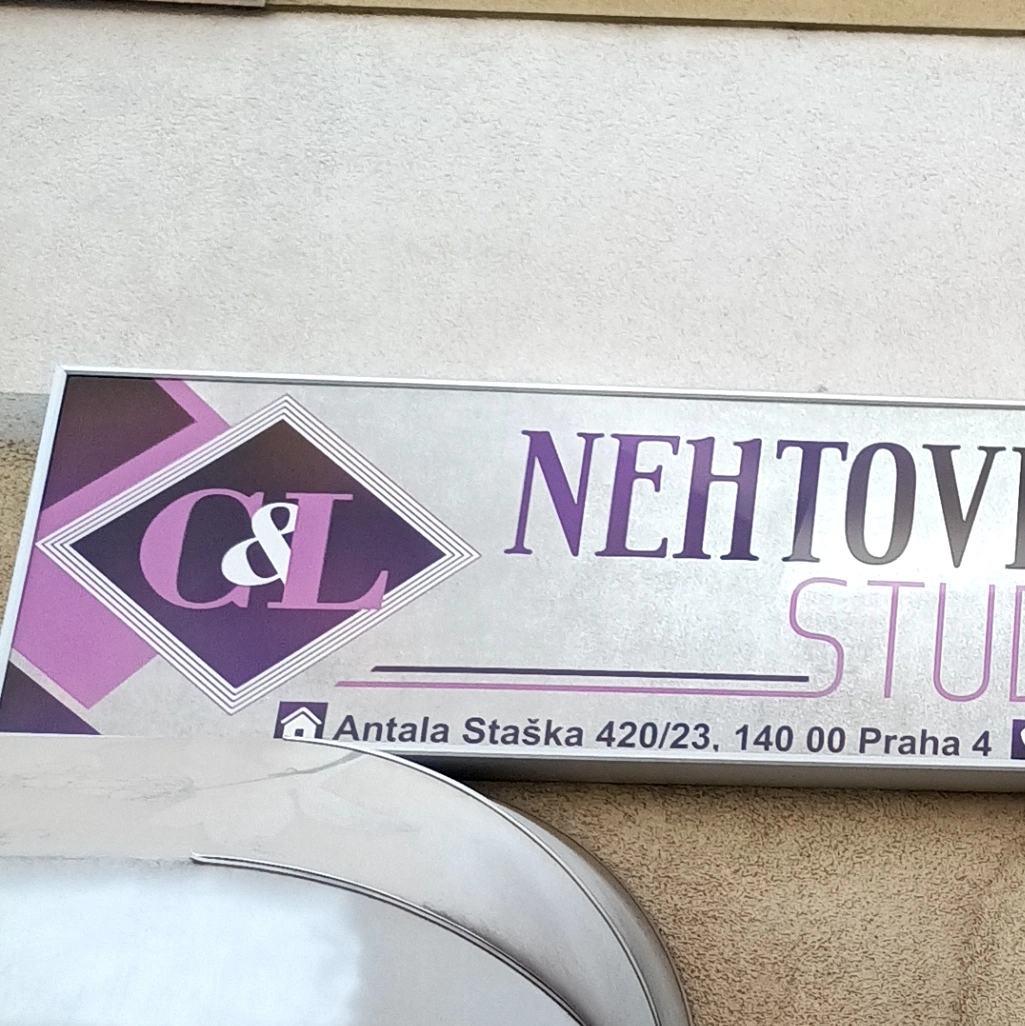 C&L
NEHTOV
STU
Antala Staška 420/23, 140 00 Praha 4